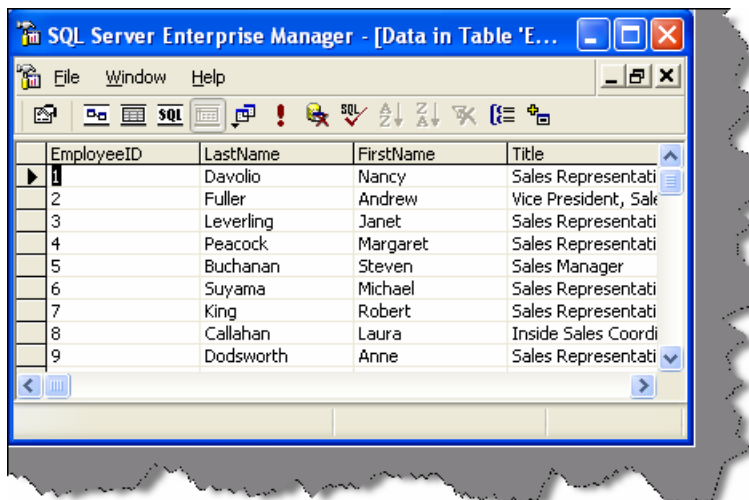 SQL Server Enterprise Manager - [Data in Table 'E...
File Window Help
SQL SQL A Z Z A
EmployeeID LastName FirstName Title
1 Davolio Nancy Sales Representati
2 Fuller Andrew Vice President, Sale
3 Leverling Janet Sales Representati
4 Peacock Margaret Sales Representati
5 Buchanan Steven Sales Manager
6 Suyama Michael Sales Representati
7 King Robert Sales Representati
8 Callahan Laura Inside Sales Coordi
9 Dodsworth Anne Sales Representati